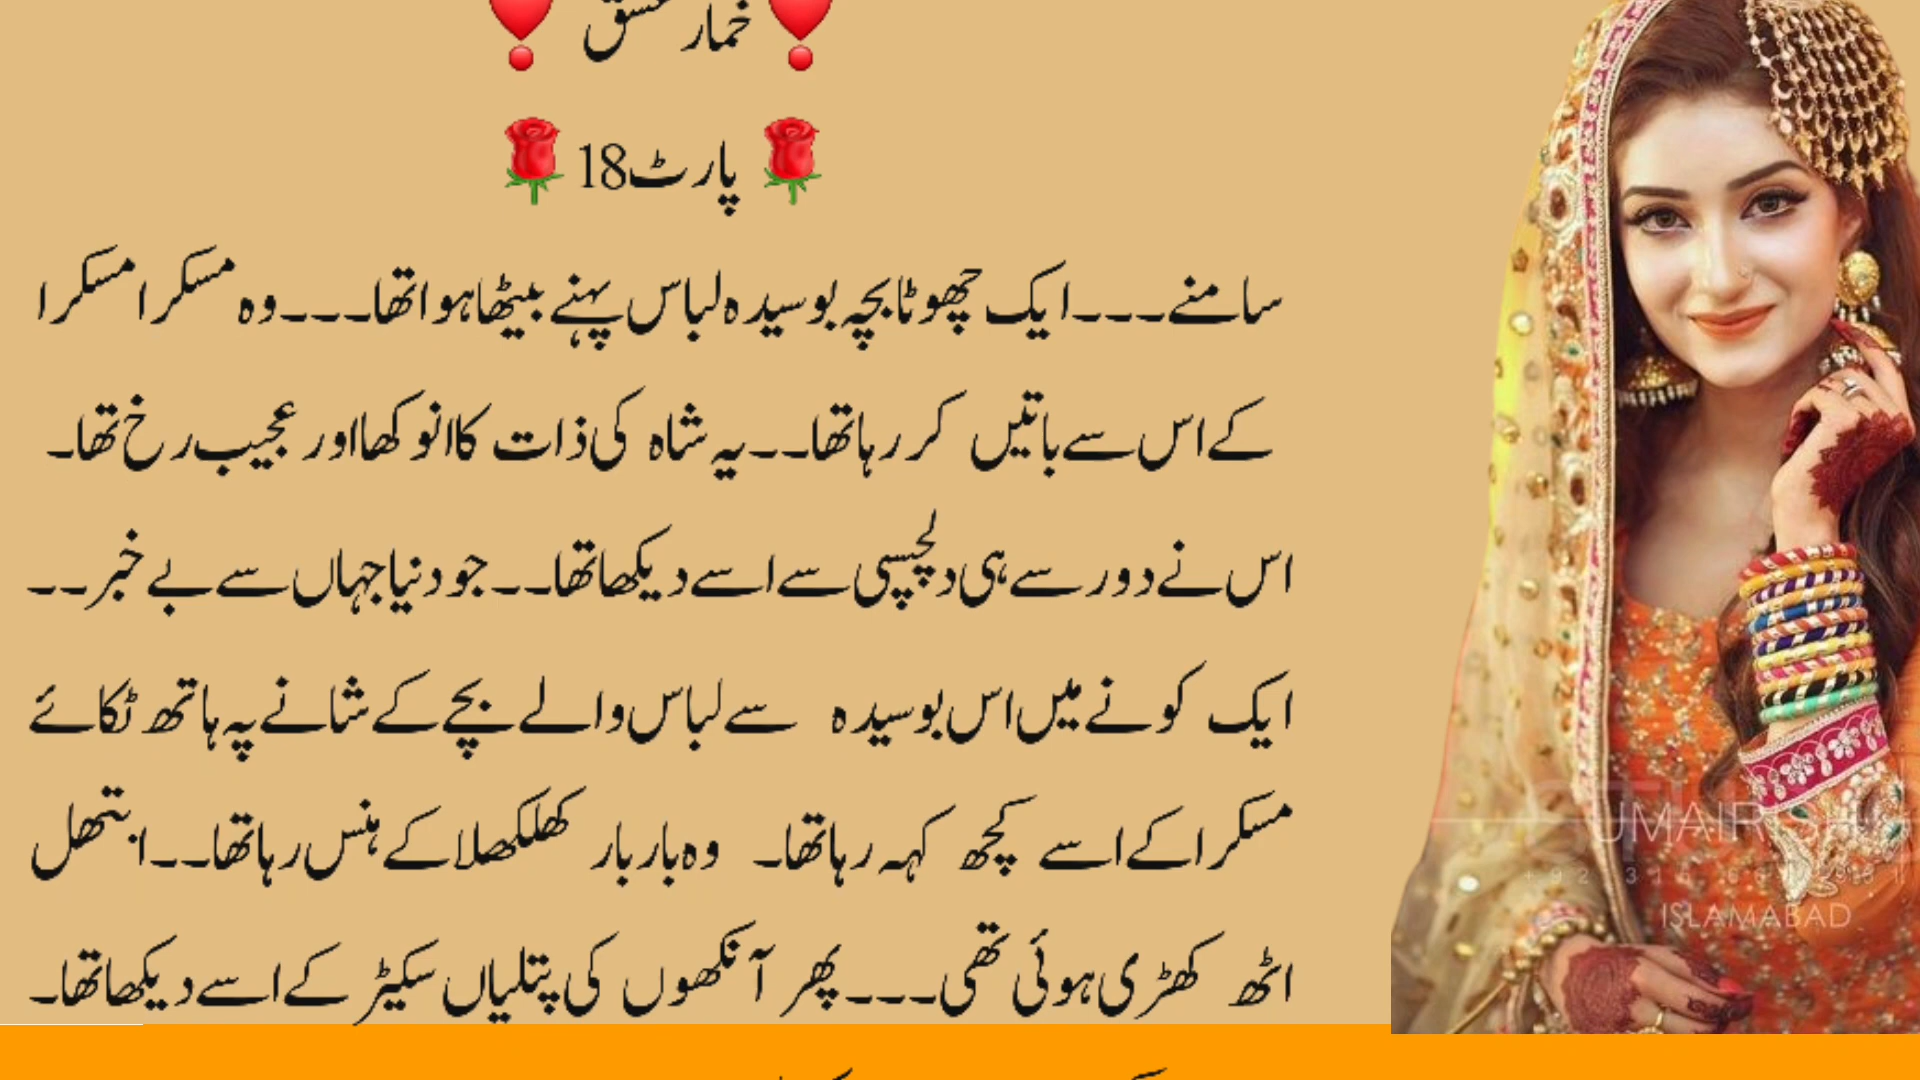 ❣️ خمار عشق ❣️
🌹 پارٹ18 🌹
سامنے۔۔۔ایک چھوٹا بچہ بوسیدہ لباس پہنے بیٹھا ہوا تھا۔۔۔وہ مسکرا مسکرا
کے اس سے باتیں کر رہا تھا۔۔یہ شاہ کی ذات کا انوکھا اور عجیب رخ تھا۔
اس نے دور سے ہی دلچسپی سے اسے دیکھا تھا۔۔جو دنیا جہاں سے بے خبر۔۔
ایک کونے میں اس بوسیدہ سے لباس والے بچے کے شانے پہ ہاتھ ٹکائے
مسکرا کے اسے کچھ کہہ رہا تھا۔ وہ بار بار کھلکھلا کے ہنس رہا تھا۔۔ابتھل
اٹھ کھڑی ہوئی تھی۔۔۔پھر آنکھوں کی پتلیاں سکیڑ کے اسے دیکھا تھا۔
UMAIRISH
ISLAMABAD